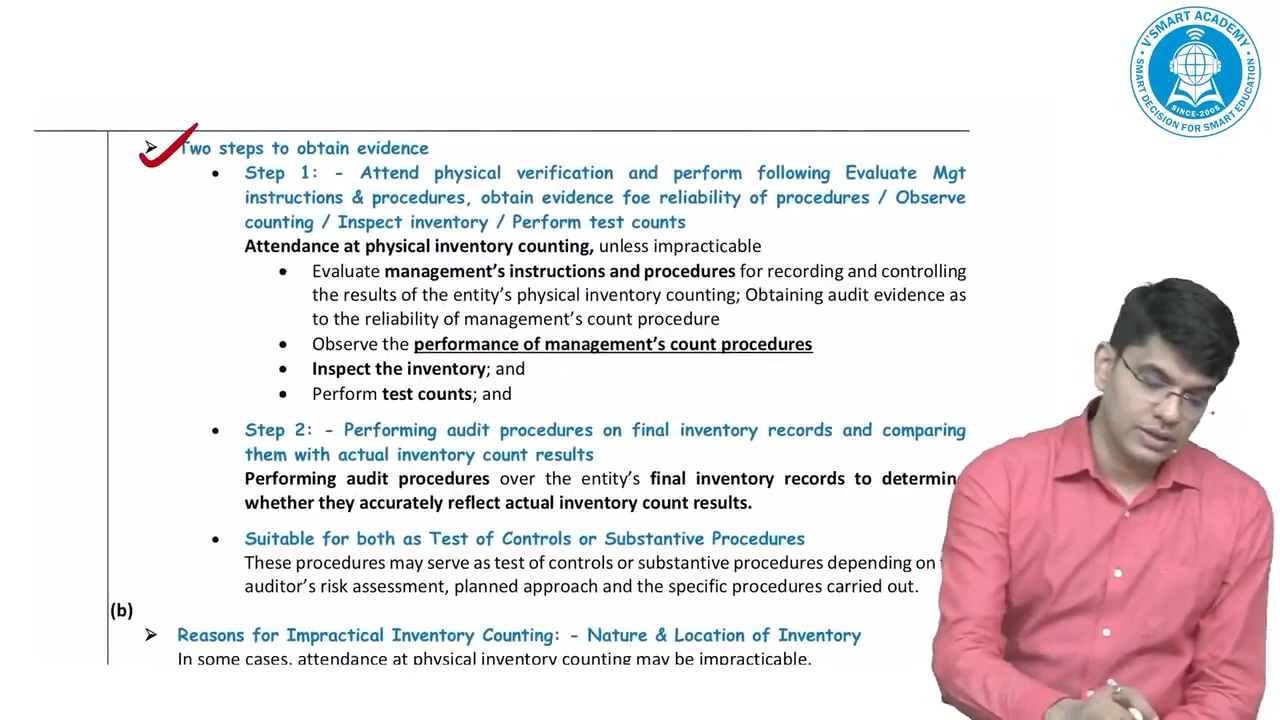 V'SMART ACADEMY
SINCE-2005
SMART DECISION FOR SMART EDUCATION
Two steps to obtain evidence
Step 1: - Attend physical verification and perform following Evaluate Mgt
instructions & procedures, obtain evidence foe reliability of procedures / Observe
counting / Inspect inventory / Perform test counts
Attendance at physical inventory counting, unless impracticable
Evaluate management's instructions and procedures for recording and controlling
the results of the entity's physical inventory counting; Obtaining audit evidence as
to the reliability of management's count procedure
Observe the performance of management's count procedures
Inspect the inventory; and
Perform test counts; and
Step 2: - Performing audit procedures on final inventory records and comparing
them with actual inventory count results
Performing audit procedures over the entity's final inventory records to determin
whether they accurately reflect actual inventory count results.
Suitable for both as Test of Controls or Substantive Procedures
These procedures may serve as test of controls or substantive procedures depending on
auditor's risk assessment, planned approach and the specific procedures carried out.
(b)
Reasons for Impractical Inventory Counting: - Nature & Location of Inventory
In some cases, attendance at physical inventory counting may be impracticable.